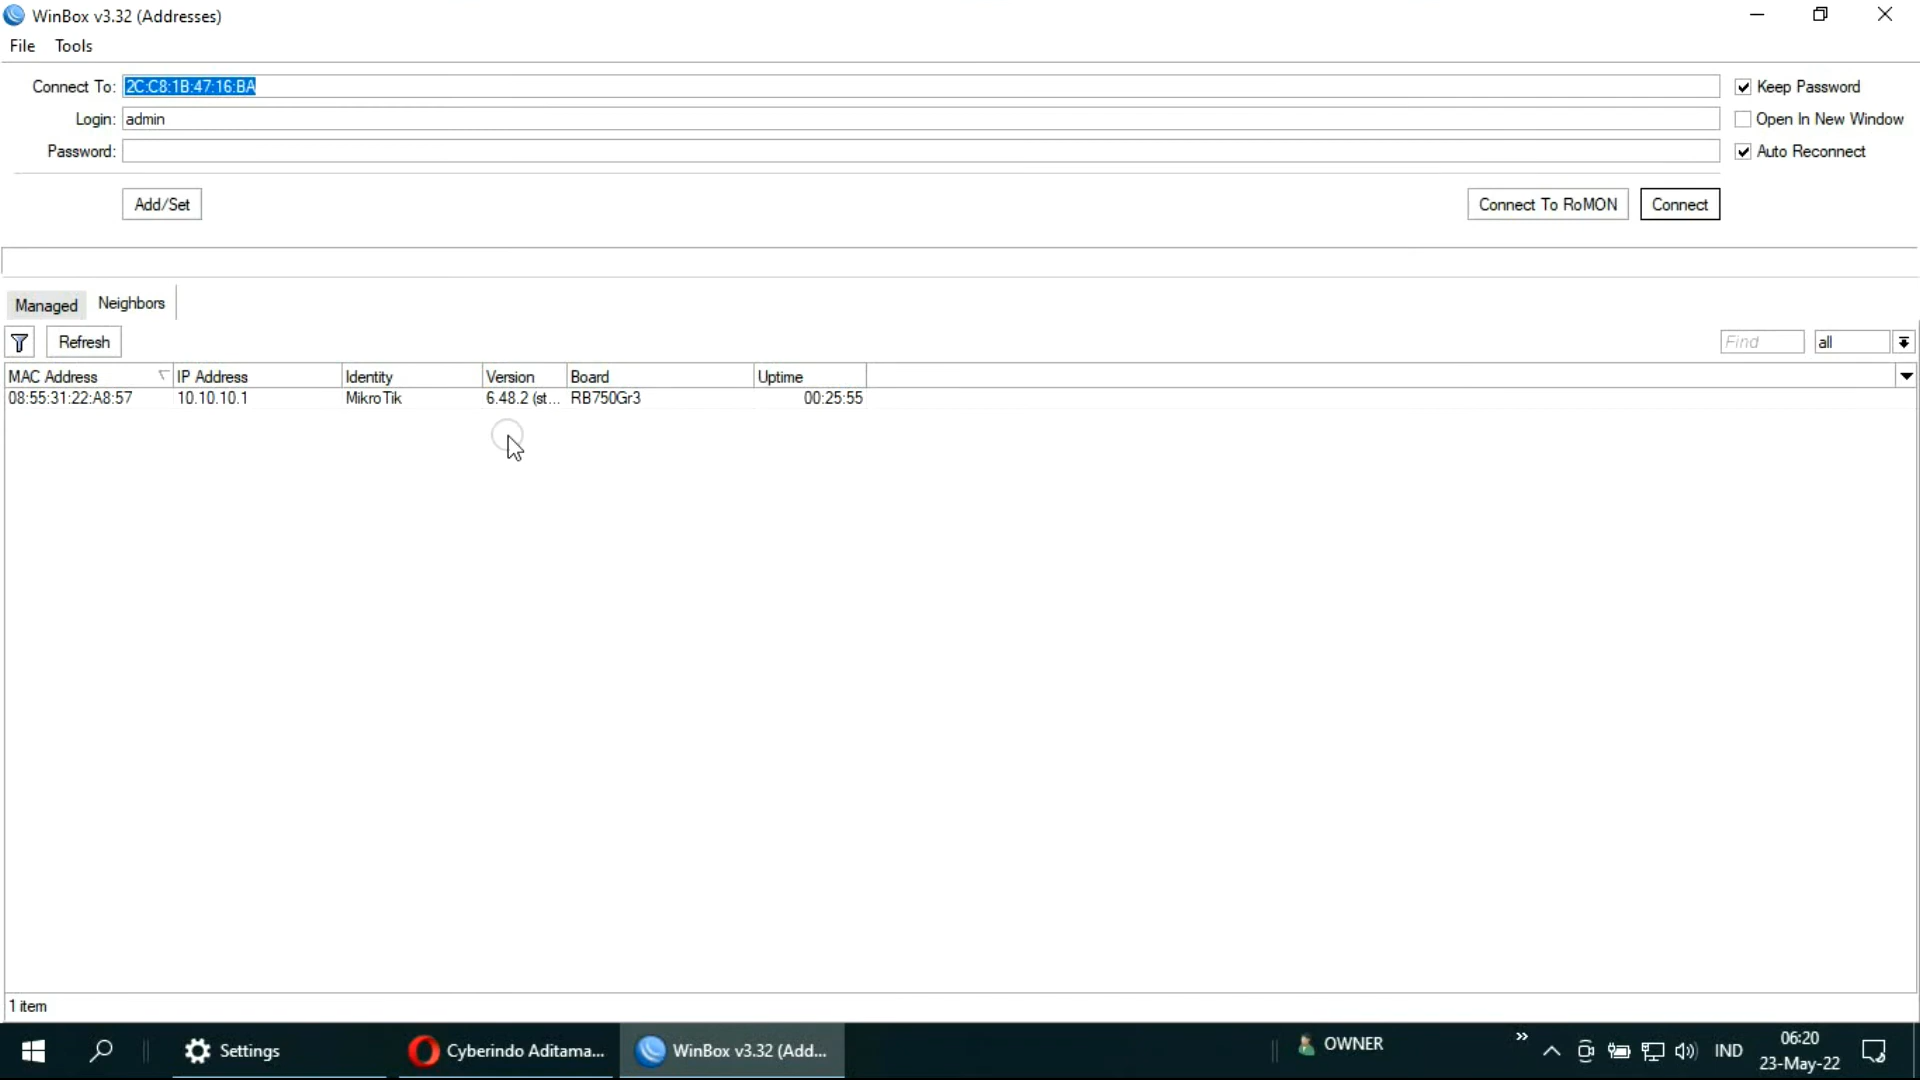 WinBox v3.32 (Addresses)
File Tools
Connect To: 2C:C8:1B:47:16:BA
Keep Password
Login: admin
Open In New Window
Password:
Auto Reconnect
Add/Set
Connect To RoMON Connect
Managed Neighbors
Refresh
Find all
MAC Address IP Address Identity Version Board Uptime
08:55:31:22:A8:57 10.10.10.1 MikroTik 6.48.2 (st... RB750Gr3 00:25:55
1 item
Settings Cyberindo Aditama... WinBox v3.32 (Add... OWNER IND 06:20
23-May-22